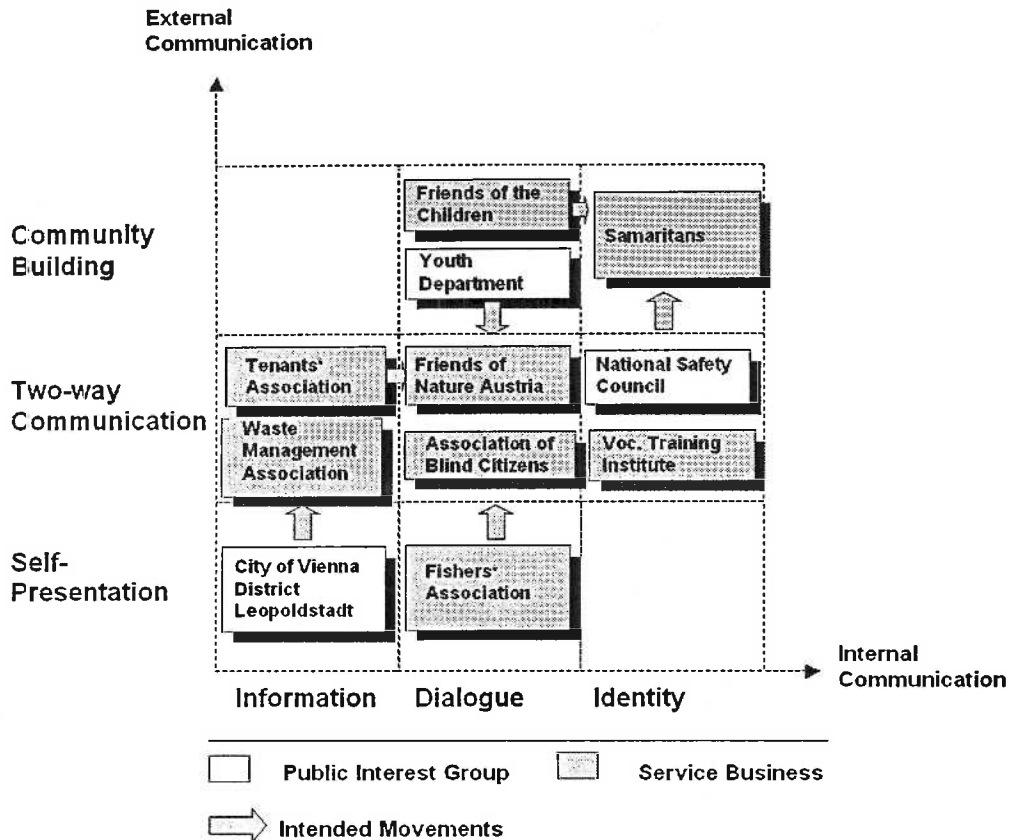 External
Communication
Community
Building
Friends of the
Children
Samaritans
Youth
Department
Two-way
Communication
Tenants‘
Association
Friends of
Nature Austria
National Safety
Council
Waste
Management
Association
Association of
Blind Citizens
Voc. Training
Institute
Self-
Presentation
City of Vienna
District
Leopoldstadt
Fishers‘
Association
Internal
Communication
Information
Dialogue
Identity
Public Interest Group
Service Business
Intended Movements